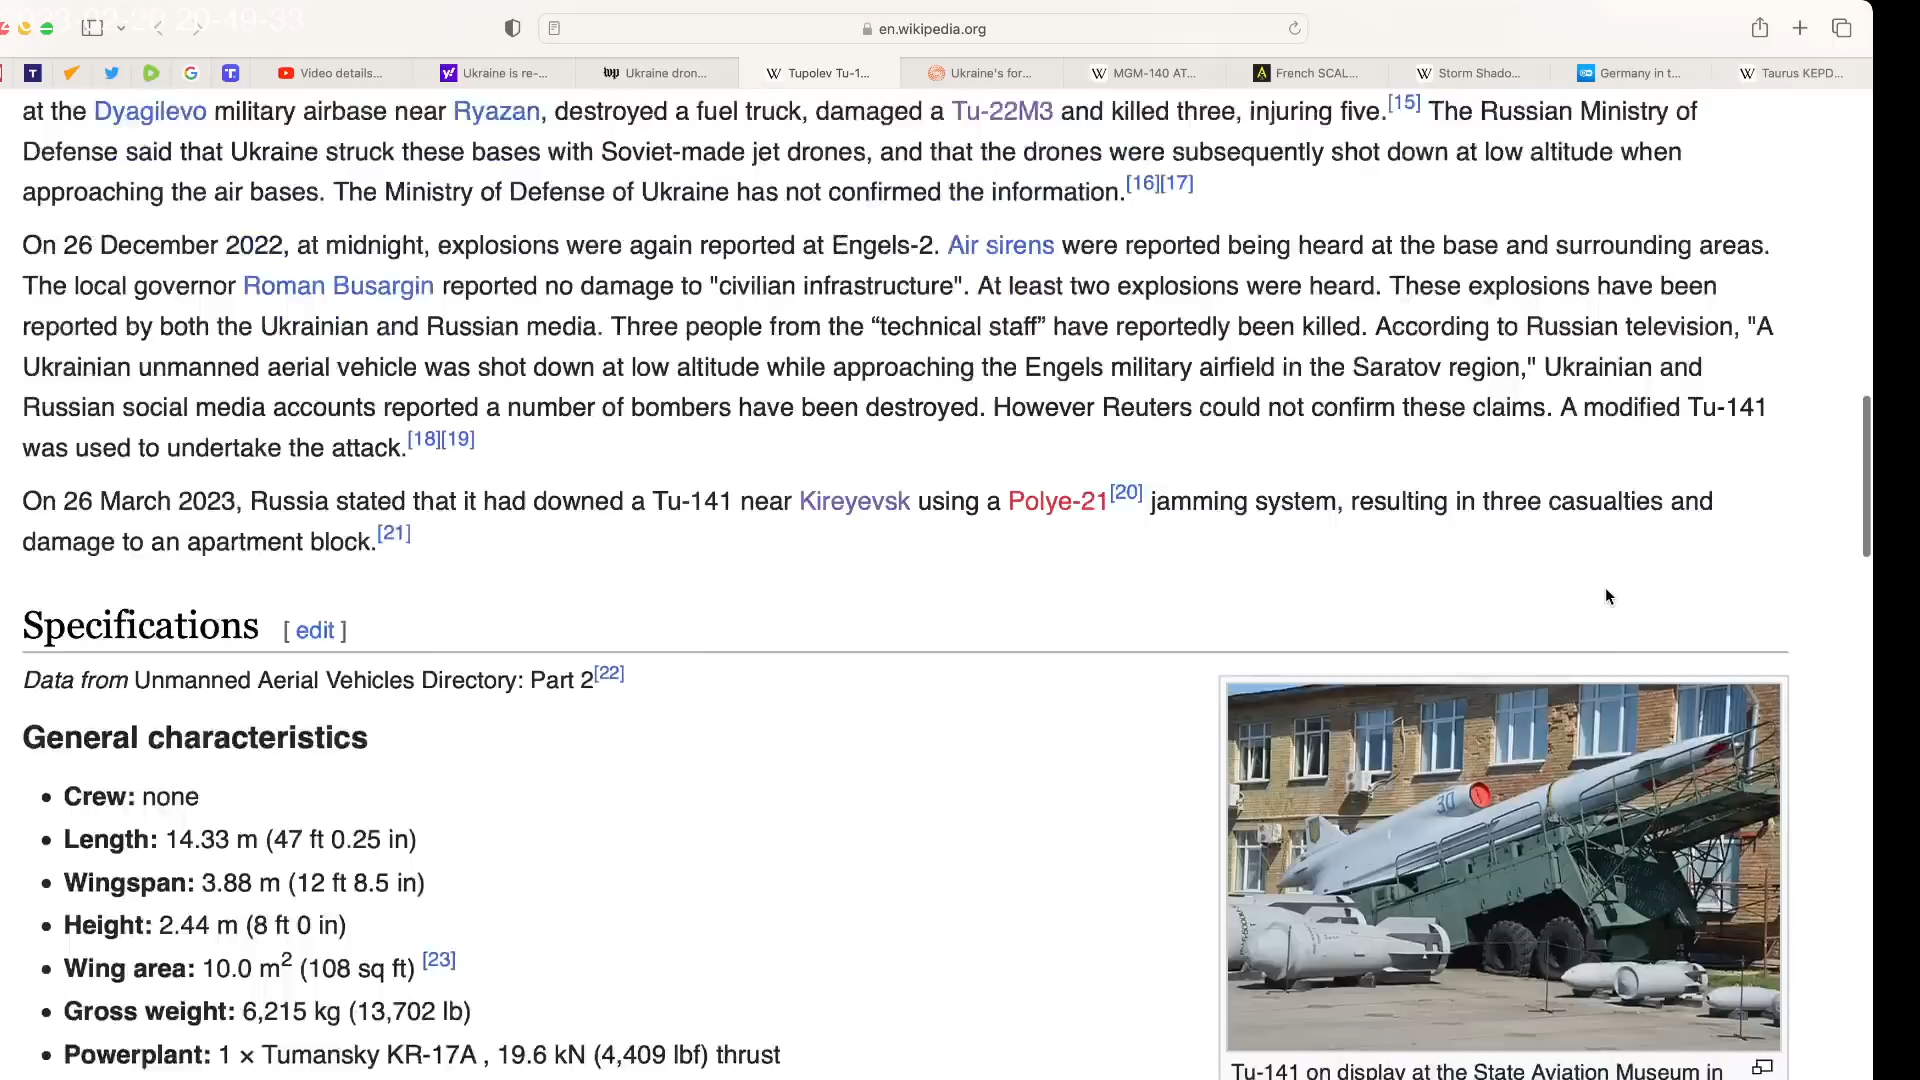 20-49-33
en.wikipedia.org
Video details...
Ukraine is re-...
Ukraine dron...
Tupolev Tu-1...
Ukraine's for...
MGM-140 AT...
French SCAL...
Storm Shado...
Germany in t...
Taurus KEPD...
at the Dyagilevo military airbase near Ryazan, destroyed a fuel truck, damaged a Tu-22M3 and killed three, injuring five.[15] The Russian Ministry of
Defense said that Ukraine struck these bases with Soviet-made jet drones, and that the drones were subsequently shot down at low altitude when
approaching the air bases. The Ministry of Defense of Ukraine has not confirmed the information.[16][17]
On 26 December 2022, at midnight, explosions were again reported at Engels-2. Air sirens were reported being heard at the base and surrounding areas.
The local governor Roman Busargin reported no damage to "civilian infrastructure". At least two explosions were heard. These explosions have been
reported by both the Ukrainian and Russian media. Three people from the “technical staff” have reportedly been killed. According to Russian television, "A
Ukrainian unmanned aerial vehicle was shot down at low altitude while approaching the Engels military airfield in the Saratov region," Ukrainian and
Russian social media accounts reported a number of bombers have been destroyed. However Reuters could not confirm these claims. A modified Tu-141
was used to undertake the attack.[18][19]
On 26 March 2023, Russia stated that it had downed a Tu-141 near Kireyevsk using a Polye-21[20] jamming system, resulting in three casualties and
damage to an apartment block.[21]
Specifications [ edit ]
Data from Unmanned Aerial Vehicles Directory: Part 2[22]
General characteristics
• Crew: none
• Length: 14.33 m (47 ft 0.25 in)
• Wingspan: 3.88 m (12 ft 8.5 in)
• Height: 2.44 m (8 ft 0 in)
• Wing area: 10.0 m2 (108 sq ft) [23]
• Gross weight: 6,215 kg (13,702 lb)
• Powerplant: 1 × Tumansky KR-17A , 19.6 kN (4,409 lbf) thrust
30
Tu-141 on display at the State Aviation Museum in